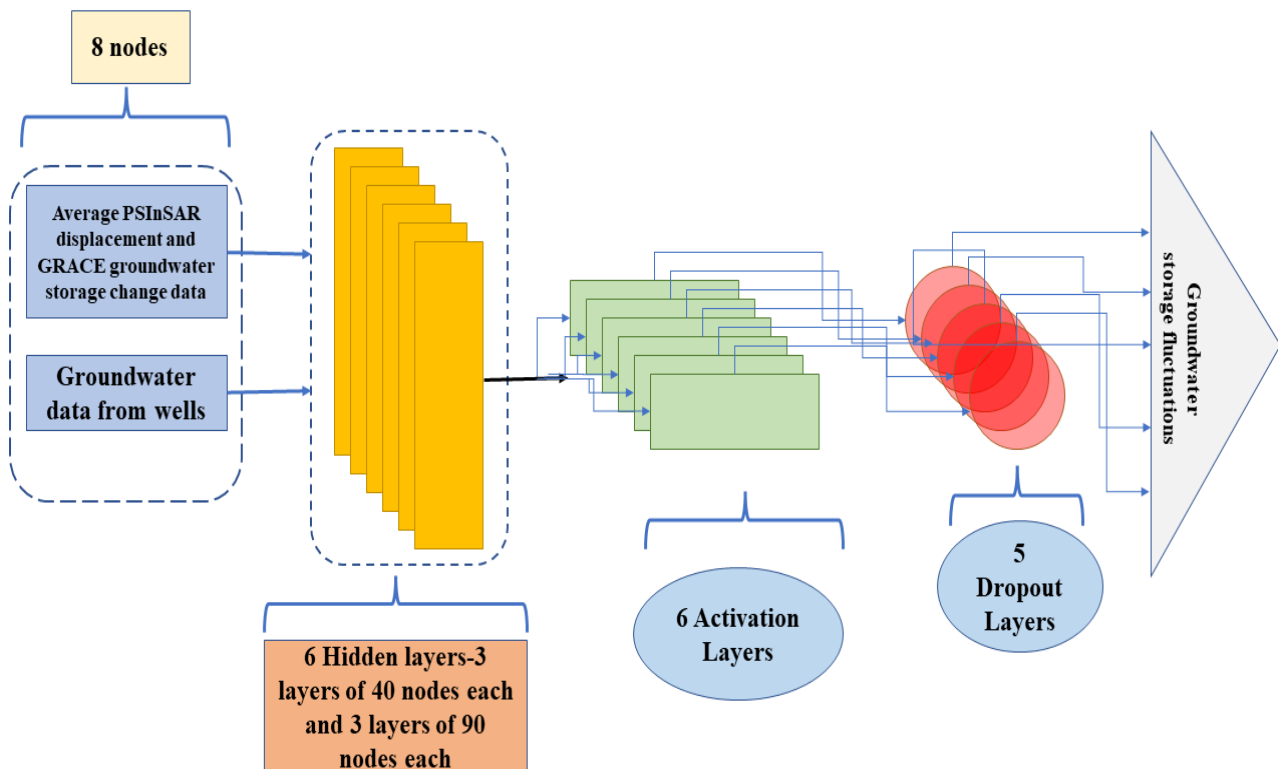 8 nodes
Average PSInSAR
displacement and
GRACE groundwater
storage change data
Groundwater
data from wells
6 Hidden layers-3
layers of 40 nodes each
and 3 layers of 90
nodes each
6 Activation
Layers
5
Dropout
Layers
Groundwater
storage fluctuations